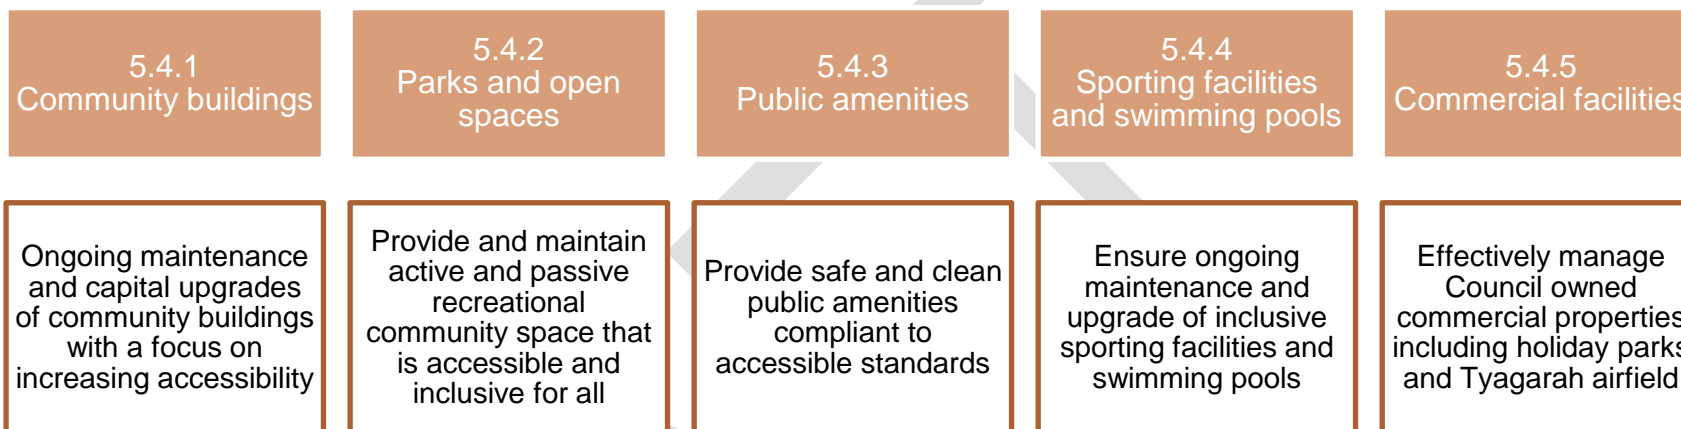 5.4.1
Community buildings
5.4.2
Parks and open
spaces
5.4.3
Public amenities
5.4.4
Sporting facilities
and swimming pools
5.4.5
Commercial facilities
Ongoing maintenance
and capital upgrades
of community buildings
with a focus on
increasing accessibility
Provide and maintain
active and passive
recreational
community space that
is accessible and
inclusive for all
Provide safe and clean
public amenities
compliant to
accessible standards
Ensure ongoing
maintenance and
upgrade of inclusive
sporting facilities and
swimming pools
Effectively manage
Council owned
commercial properties
including holiday parks
and Tyagarah airfield